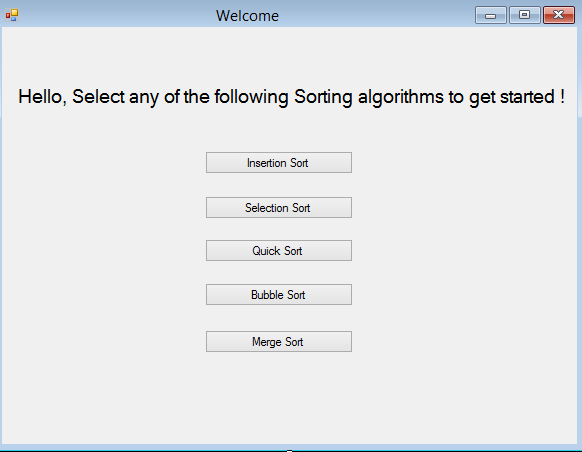 Welcome
Hello, Select any of the following Sorting algorithms to get started !
Insertion Sort
Selection Sort
Quick Sort
Bubble Sort
Merge Sort